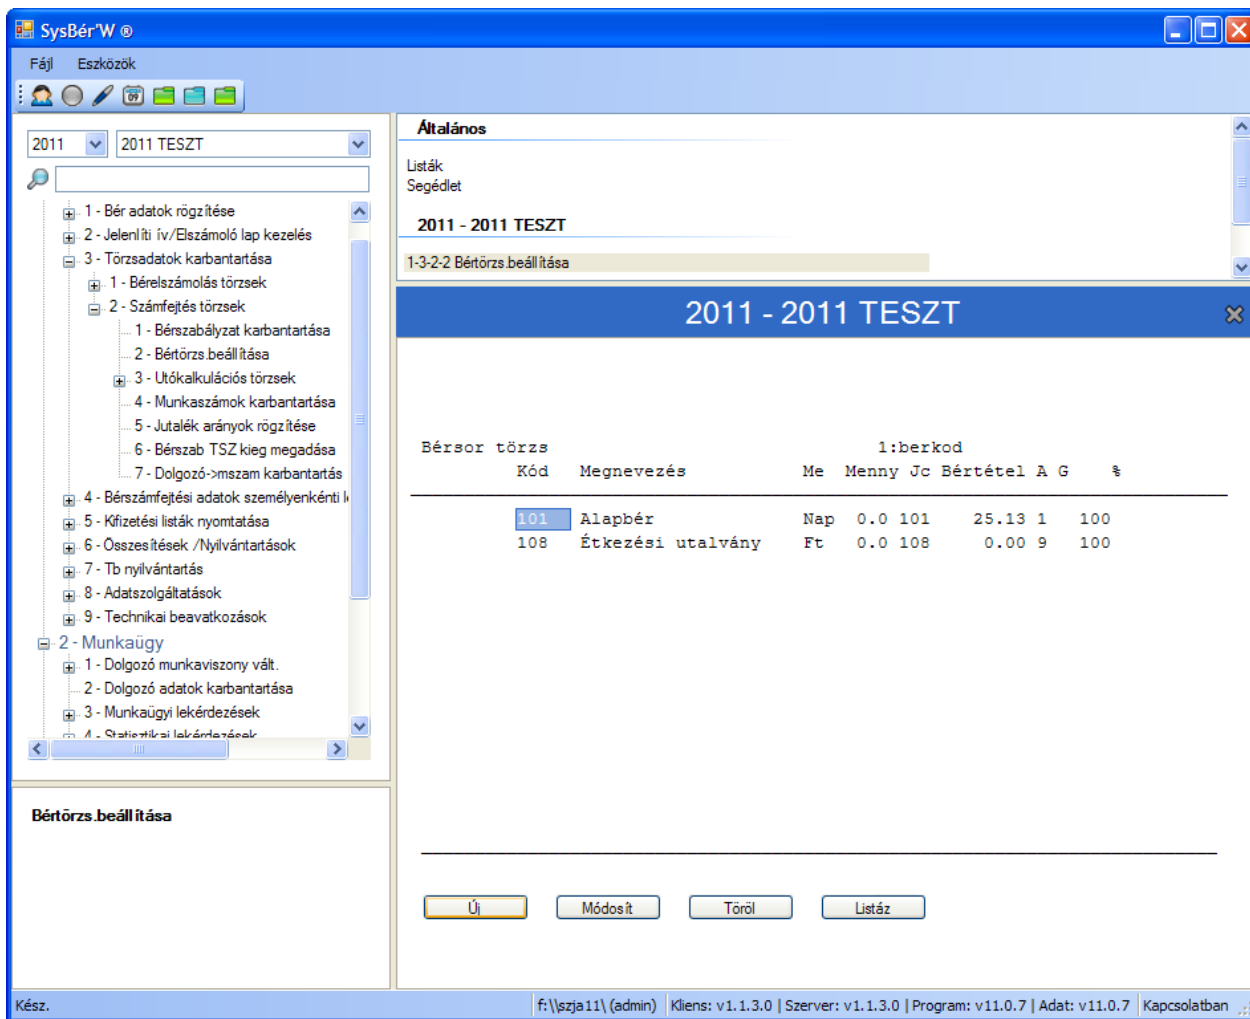 SysBér'W ®
Fájl Eszközök
2011 2011 TESZT
1 - Bér adatok rögzítése
2 - Jelenlíti ív/Elszámoló lap kezelés
3 - Törzsadatok karbantartása
1 - Bérelszámolás törzsek
2 - Számfejtés törzsek
1 - Bérszabályzat karbantartása
2 - Bértörzs.beállítása
3 - Utókalkulációs törzsek
4 - Munkaszámok karbantartása
5 - Jutalék arányok rögzítése
6 - Bérszab TSZ kieg megadása
7 - Dolgozó->mszam karbantartás
4 - Bérszámfejtési adatok személyenkénti l
5 - Kifizetési listák nyomtatása
6 - Összesítések /Nyilvántartások
7 - Tb nyilvántartás
8 - Adatszolgáltatások
9 - Technikai beavatkozások
2 - Munkaügy
1 - Dolgozó munkaviszony vált.
2 - Dolgozó adatok karbantartása
3 - Munkaügyi lekérdezések
4 - Statisztikai lekérdezések
Bértörzs.beállítása
Általános
Listák
Segédlet
2011 - 2011 TESZT
1-3-2-2 Bértörzs.beállítása
2011 - 2011 TESZT
Bérsor törzs 1:berkod
Kód Megnevezés Me Menny Jc Bértétel A G %
101 Alapbér Nap 0.0 101 25.13 1 100
108 Étkezési utalvány Ft 0.0 108 0.00 9 100
Új Módosít Töröl Listáz
Kész. f:\\szja11\ (admin) Kliens: v1.1.3.0 | Szerver: v1.1.3.0 | Program: v11.0.7 | Adat: v11.0.7 Kapcsolatban